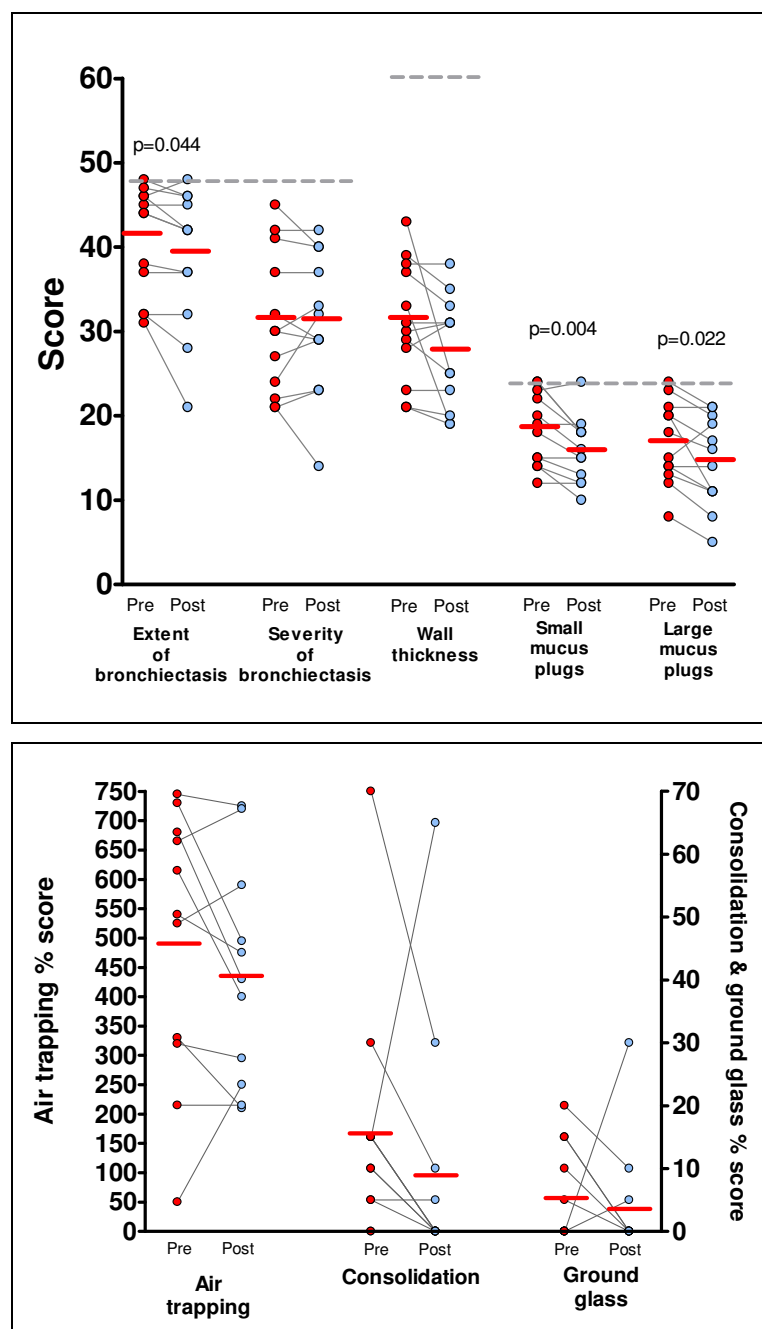 60
50
40
30
20
10
0
Score
p=0.044
p=0.004
p=0.022
Pre Post Pre Post Pre Post Pre Post Pre Post
Extent of bronchiectasis
Severity of bronchiectasis
Wall thickness
Small mucus plugs
Large mucus plugs
750
700
650
600
550
500
450
400
350
300
250
200
150
100
50
0
Air trapping % score
70
60
50
40
30
20
10
0
Consolidation & ground glass % score
Pre Post Pre Post Pre Post
Air trapping
Consolidation
Ground glass